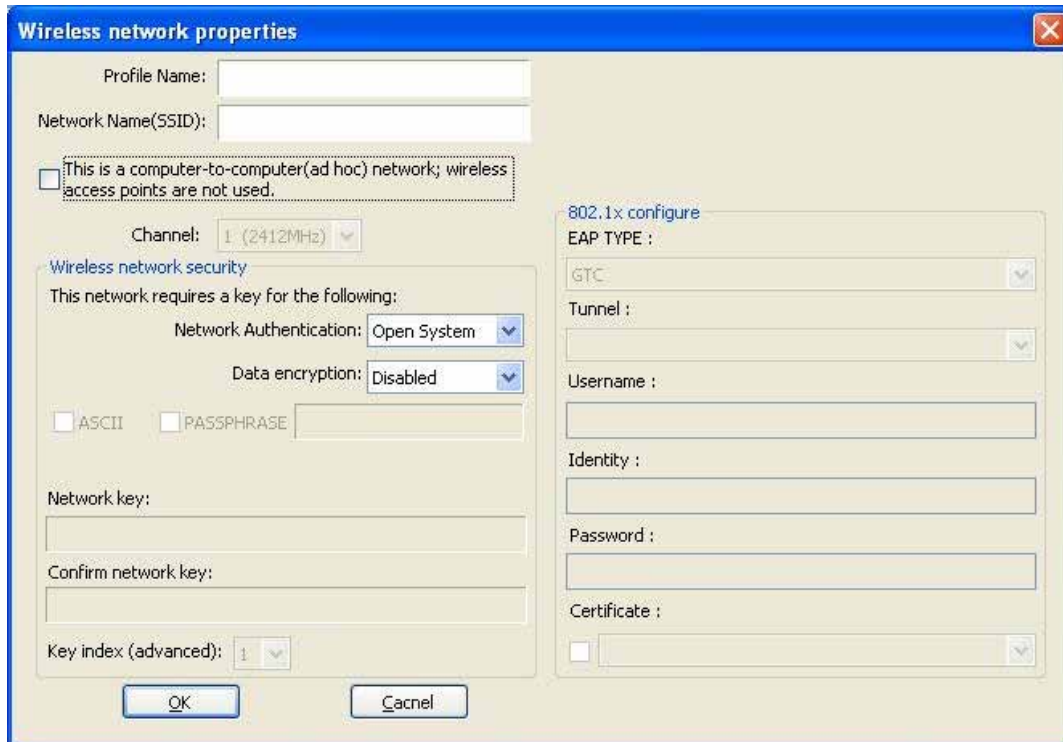 Wireless network properties
Profile Name:
Network Name(SSID):
This is a computer-to-computer(ad hoc) network; wireless
access points are not used.
Channel: 1 (2412MHz)
Wireless network security
This network requires a key for the following:
Network Authentication: Open System
Data encryption: Disabled
ASCII PASSPHRASE
Network key:
Confirm network key:
Key index (advanced): 1
802.1x configure
EAP TYPE :
GTC
Tunnel :
Username :
Identity :
Password :
Certificate :
OK Cacnel